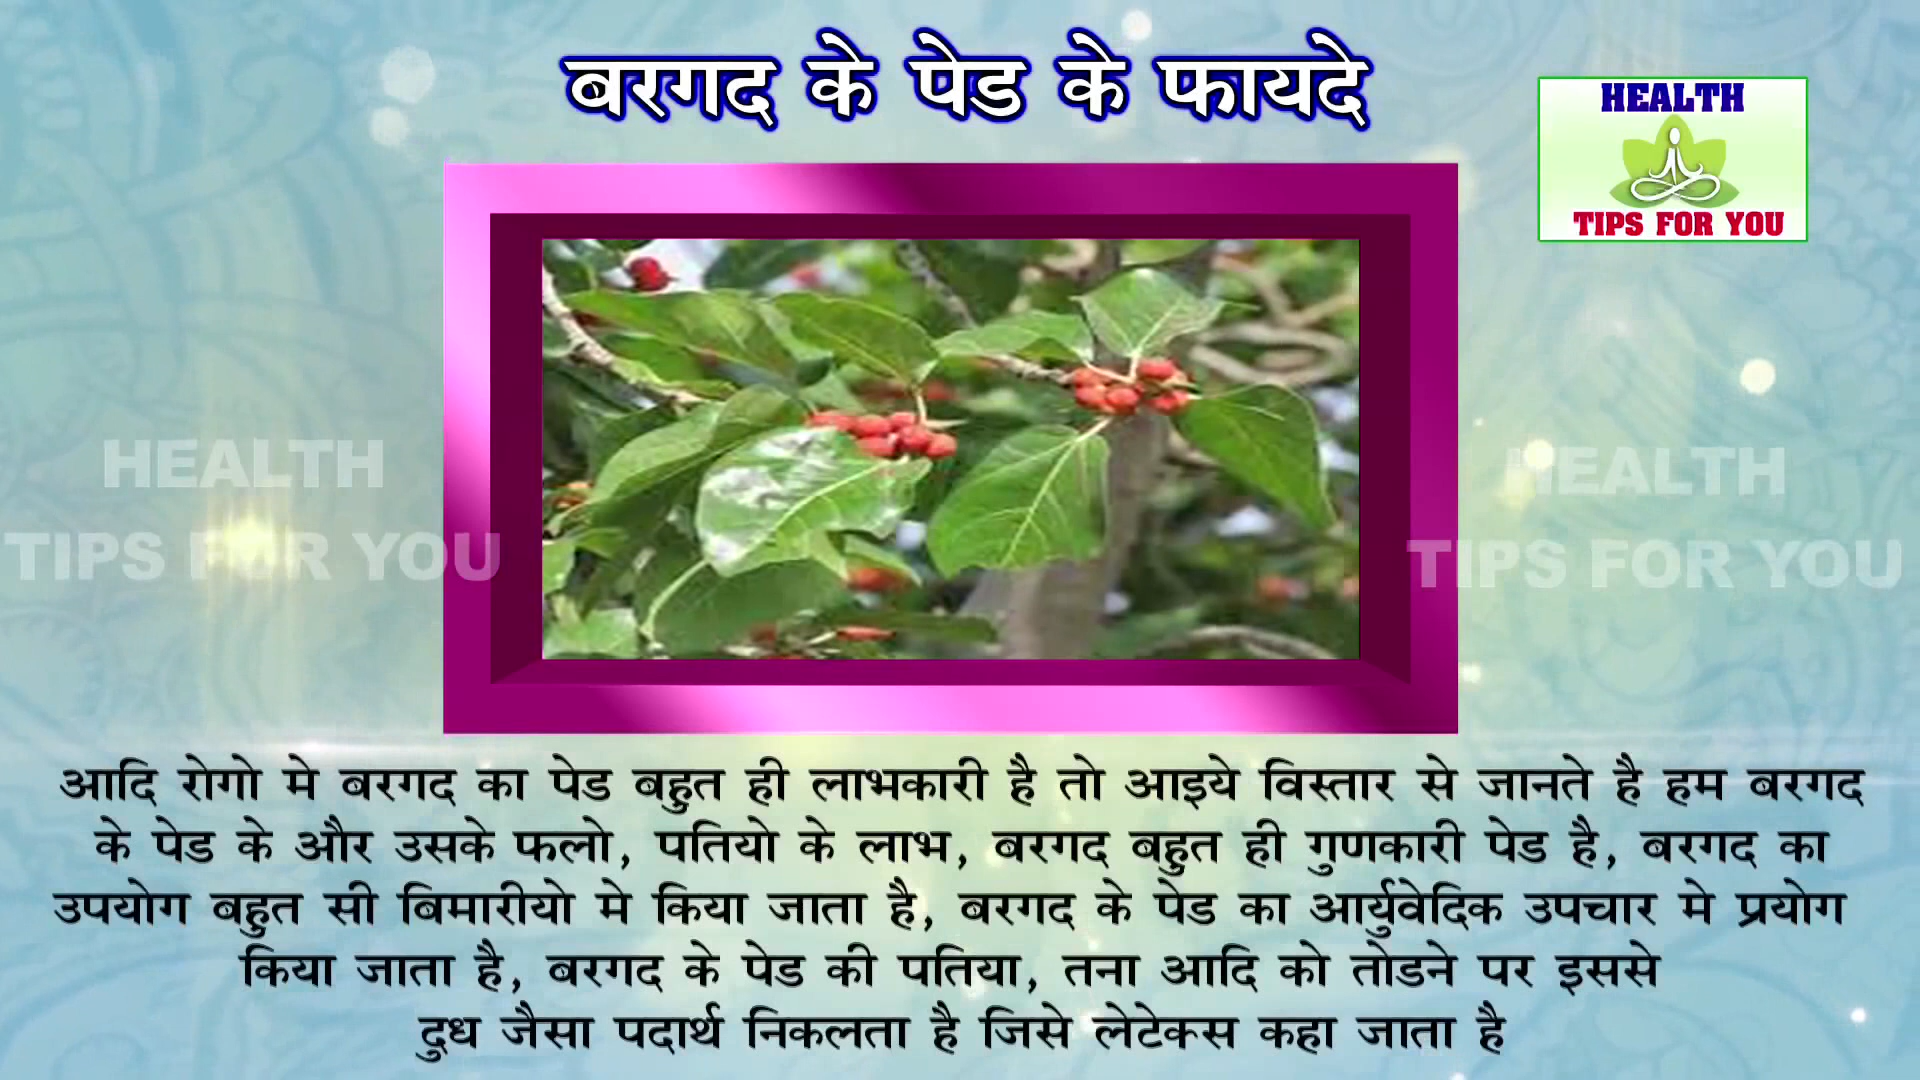 बरगद के पेड के फायदे
HEALTH
TIPS FOR YOU
HEALTH
TIPS FOR YOU
HEALTH
TIPS FOR YOU
आदि रोगो मे बरगद का पेड बहुत ही लाभकारी है तो आइये विस्तार से जानते है हम बरगद
के पेड के और उसके फलो, पतियो के लाभ, बरगद बहुत ही गुणकारी पेड है, बरगद का
उपयोग बहुत सी बिमारीयो मे किया जाता है, बरगद के पेड का आर्युवेदिक उपचार मे प्रयोग
किया जाता है, बरगद के पेड की पतिया, तना आदि को तोडने पर इससे
दुध जैसा पदार्थ निकलता है जिसे लेटेक्स कहा जाता है